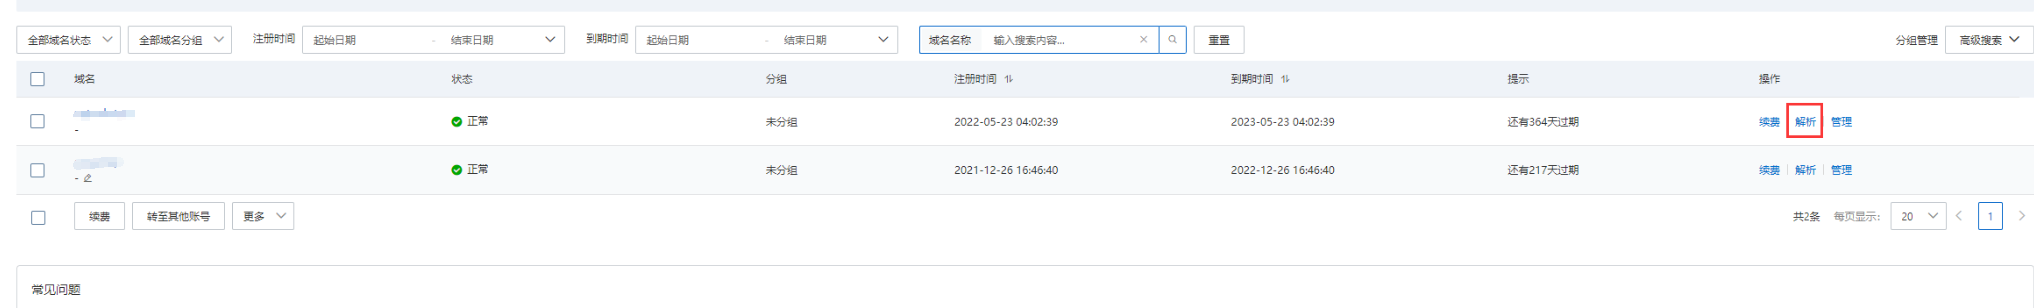 全部域名状态 全部域名分组 注册时间 起始日期 - 结束日期 到期时间 起始日期 - 结束日期 域名名称 输入搜索内容... 重置 分组管理 高级搜索
域名 状态 分组 注册时间 到期时间 提示 操作
正常 未分组 2022-05-23 04:02:39 2023-05-23 04:02:39 还有364天过期 续费 解析 管理
-
正常 未分组 2021-12-26 16:46:40 2022-12-26 16:46:40 还有217天过期 续费 解析 管理
-
续费 转至其他账号 更多 共2条 每页显示: 20 1
常见问题